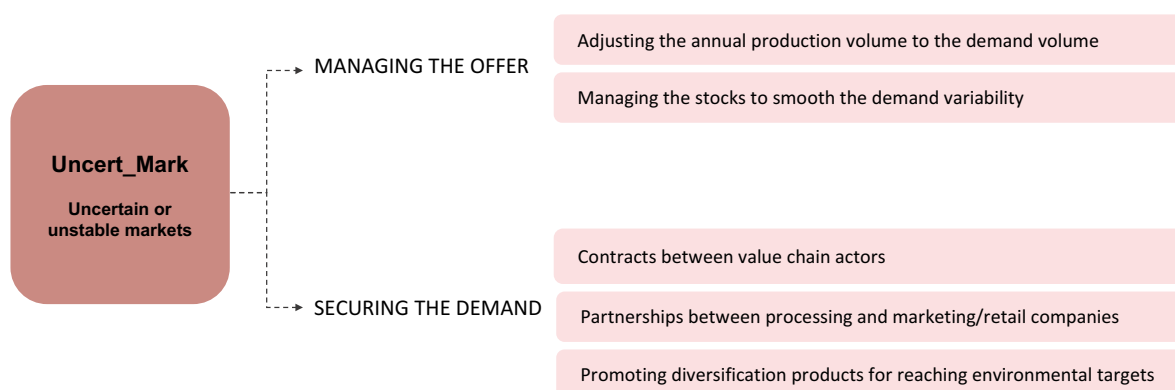 Adjusting the annual production volume to the demand volume
MANAGING THE OFFER
Managing the stocks to smooth the demand variability
Uncert_Mark
Uncertain or
unstable markets
Contracts between value chain actors
SECURING THE DEMAND
Partnerships between processing and marketing/retail companies
Promoting diversification products for reaching environmental targets